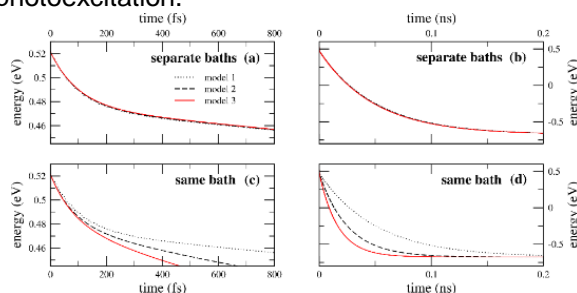 photoexcitation.
time (fs) time (ns)
0 200 400 600 800 0 0.1 0.2
separate baths (a) separate baths (b)
model 1
model 2
model 3
energy (eV) 0.52 0.5 0.48 0.46 0.5 0 -0.5 energy (eV)
same bath (c) same bath (d)
energy (eV) 0.52 0.5 0.48 0.46 0.5 0 -0.5 energy (eV)
0 200 400 600 800 0 0.1 0.2
time (fs) time (ns)